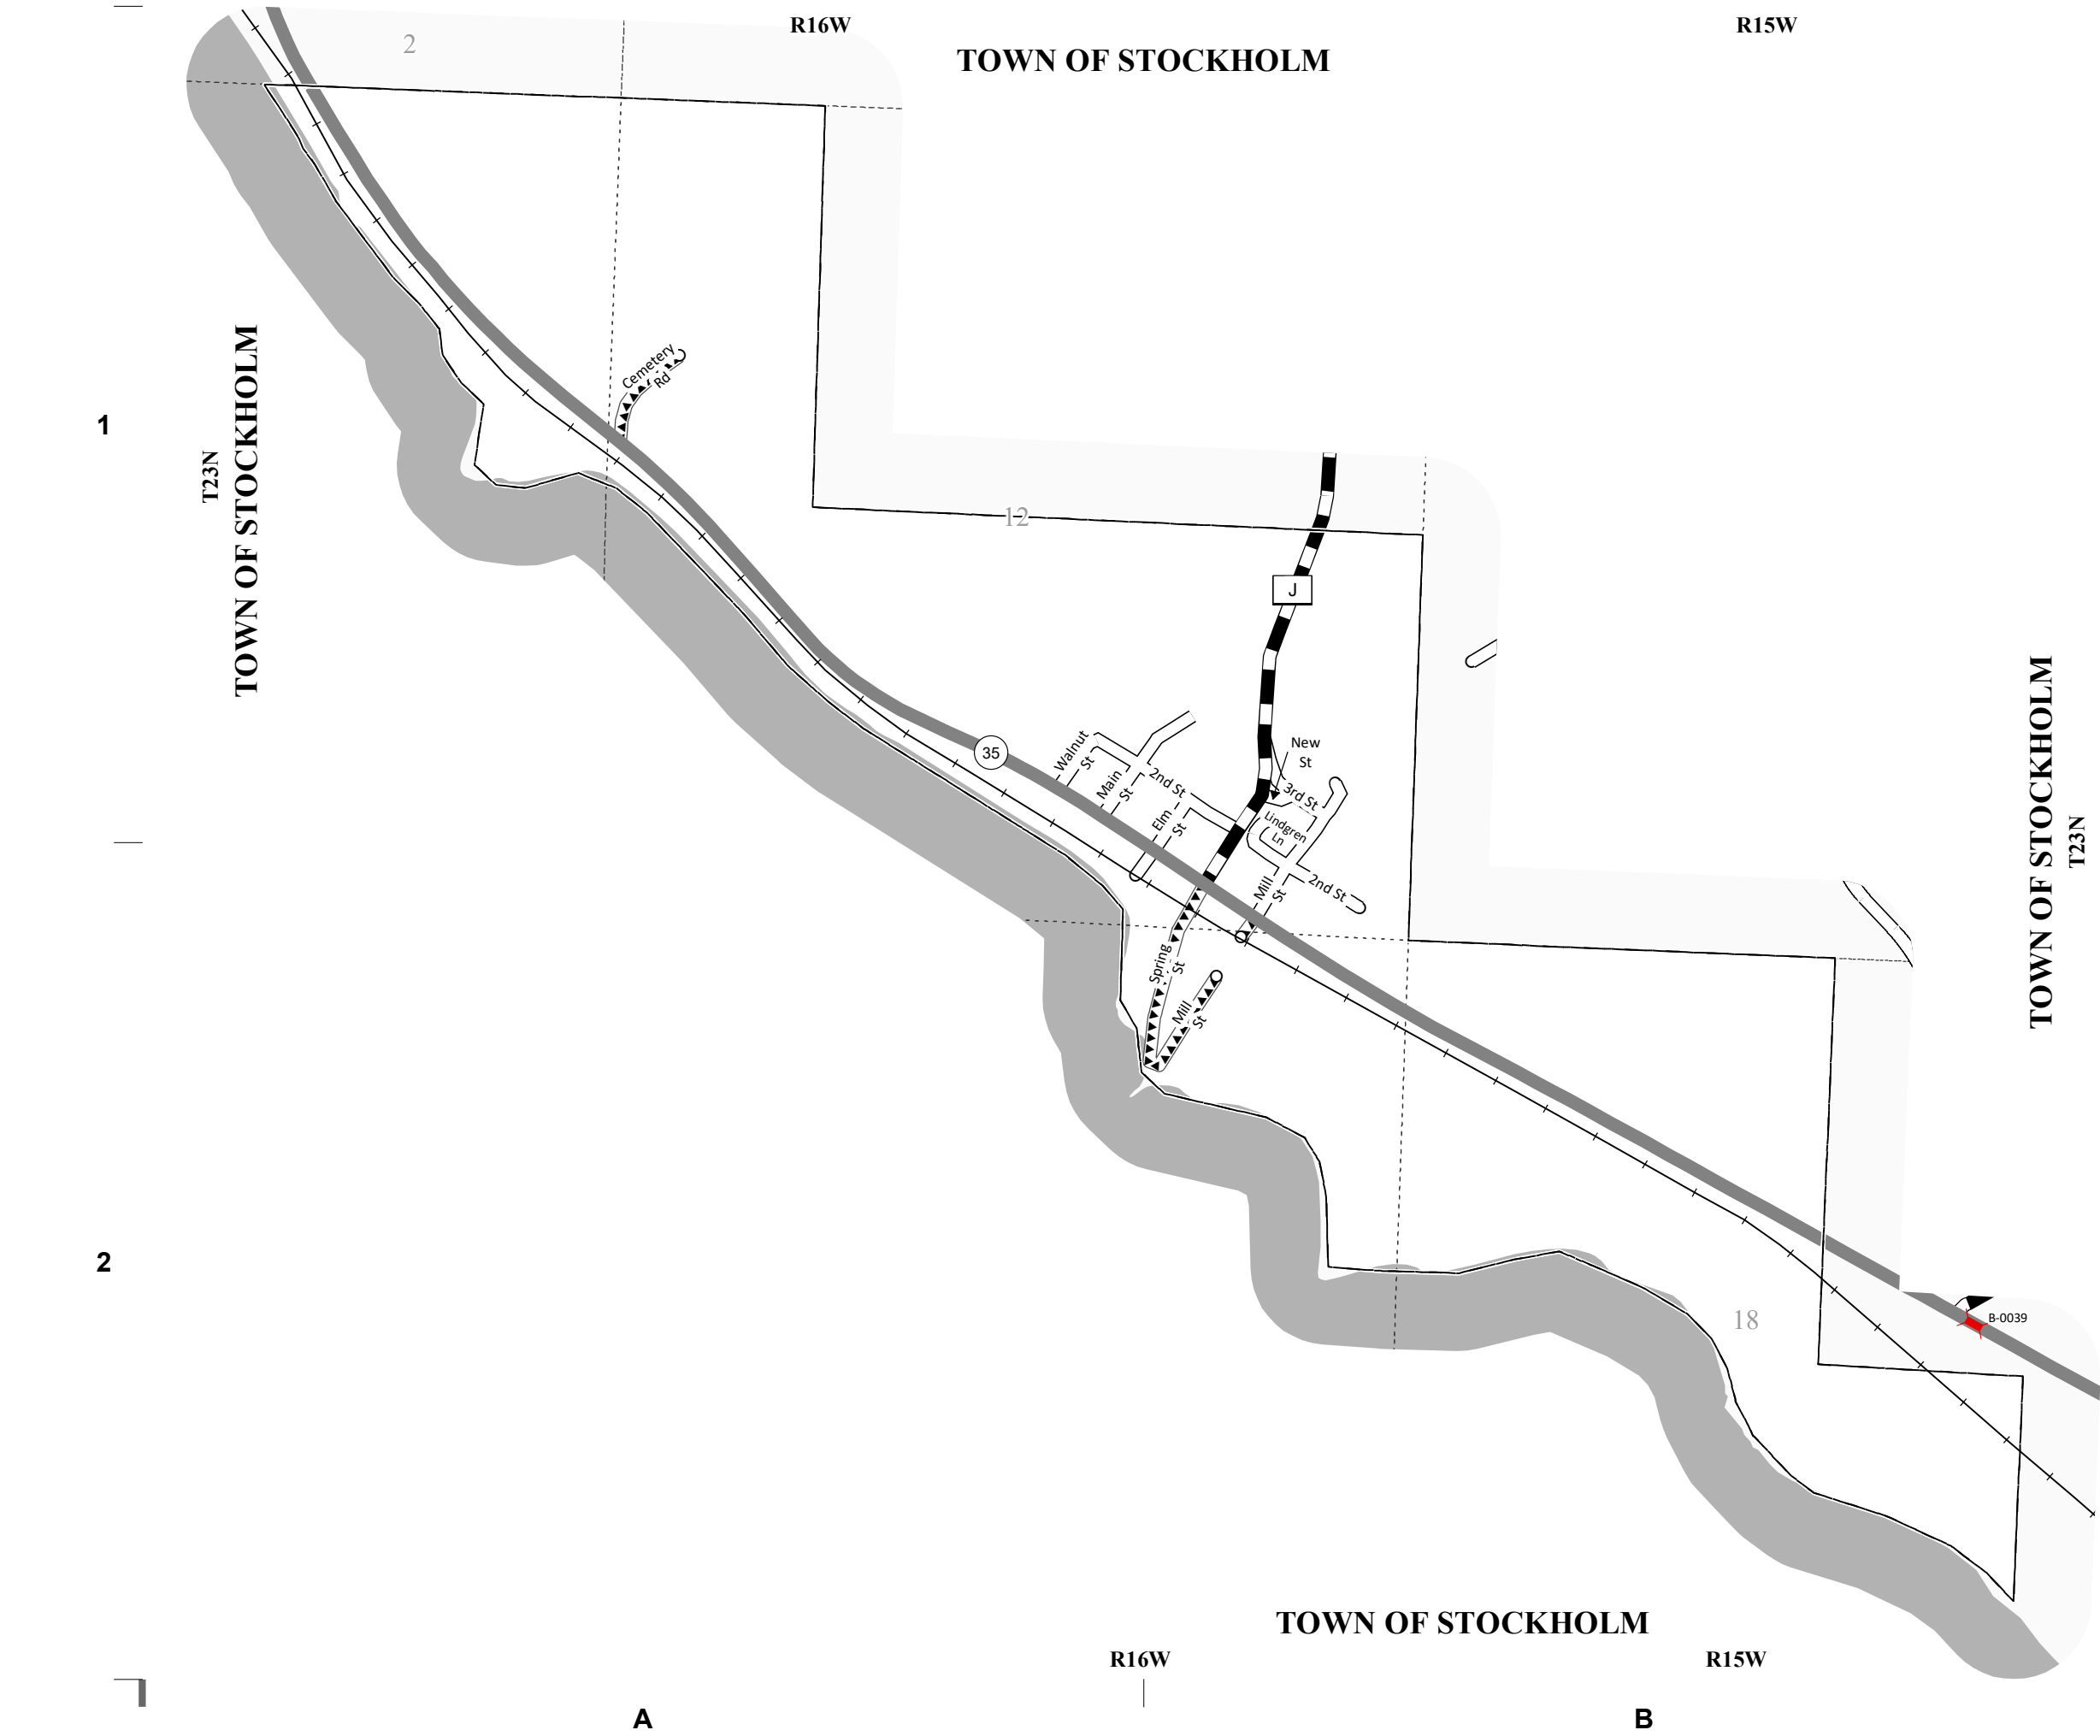 R16W
R15W
2
TOWN OF STOCKHOLM
1
T23N
TOWN OF STOCKHOLM
Cemetery
Rd
12
J
35
Walnut
St
Main
St
2nd St
Elm
St
New
St
3rd St
Lindgren
Ln
Mill
St
2nd St
Spring
St
Mill
St
TOWN OF STOCKHOLM
T23N
2
18
B-0039
TOWN OF STOCKHOLM
R16W
R15W
A
B